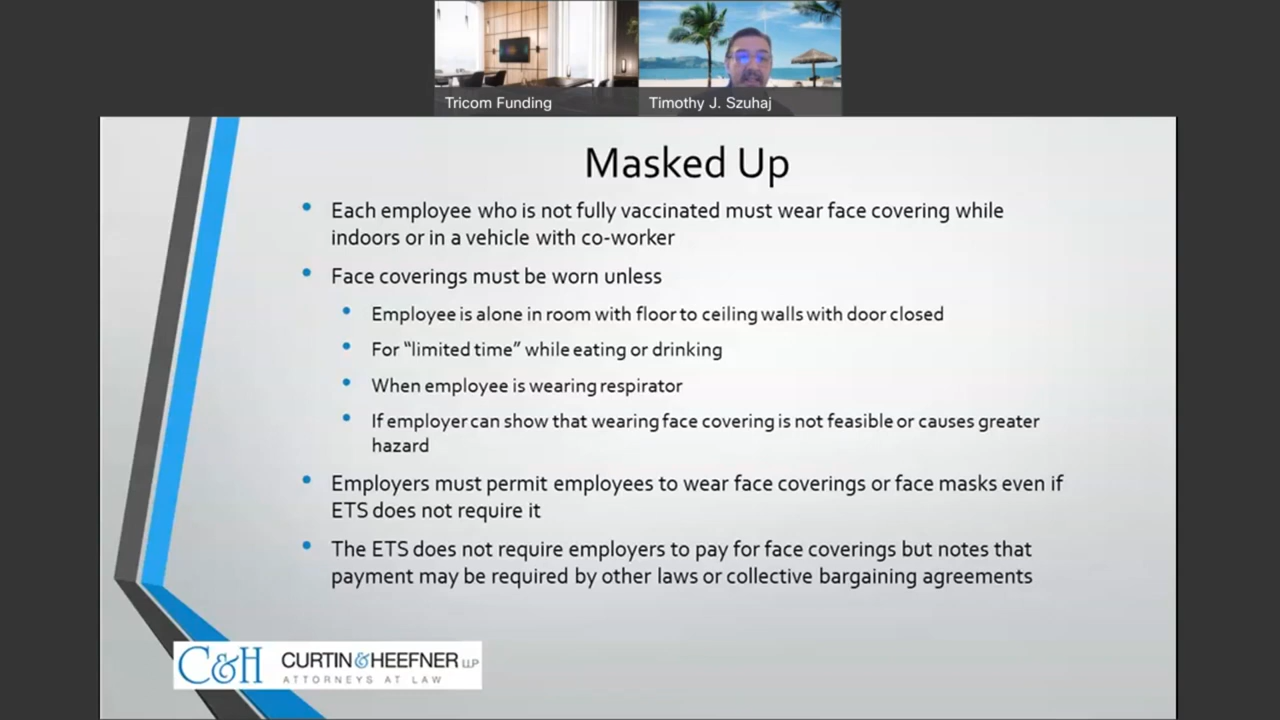 Tricom Funding
Timothy J. Szuhaj
Masked Up
• Each employee who is not fully vaccinated must wear face covering while
indoors or in a vehicle with co-worker
• Face coverings must be worn unless
• Employee is alone in room with floor to ceiling walls with door closed
• For “limited time” while eating or drinking
• When employee is wearing respirator
• If employer can show that wearing face covering is not feasible or causes greater
hazard
• Employers must permit employees to wear face coverings or face masks even if
ETS does not require it
• The ETS does not require employers to pay for face coverings but notes that
payment may be required by other laws or collective bargaining agreements
C&H CURTIN & HEEFNER LLP
ATTORNEYS AT LAW